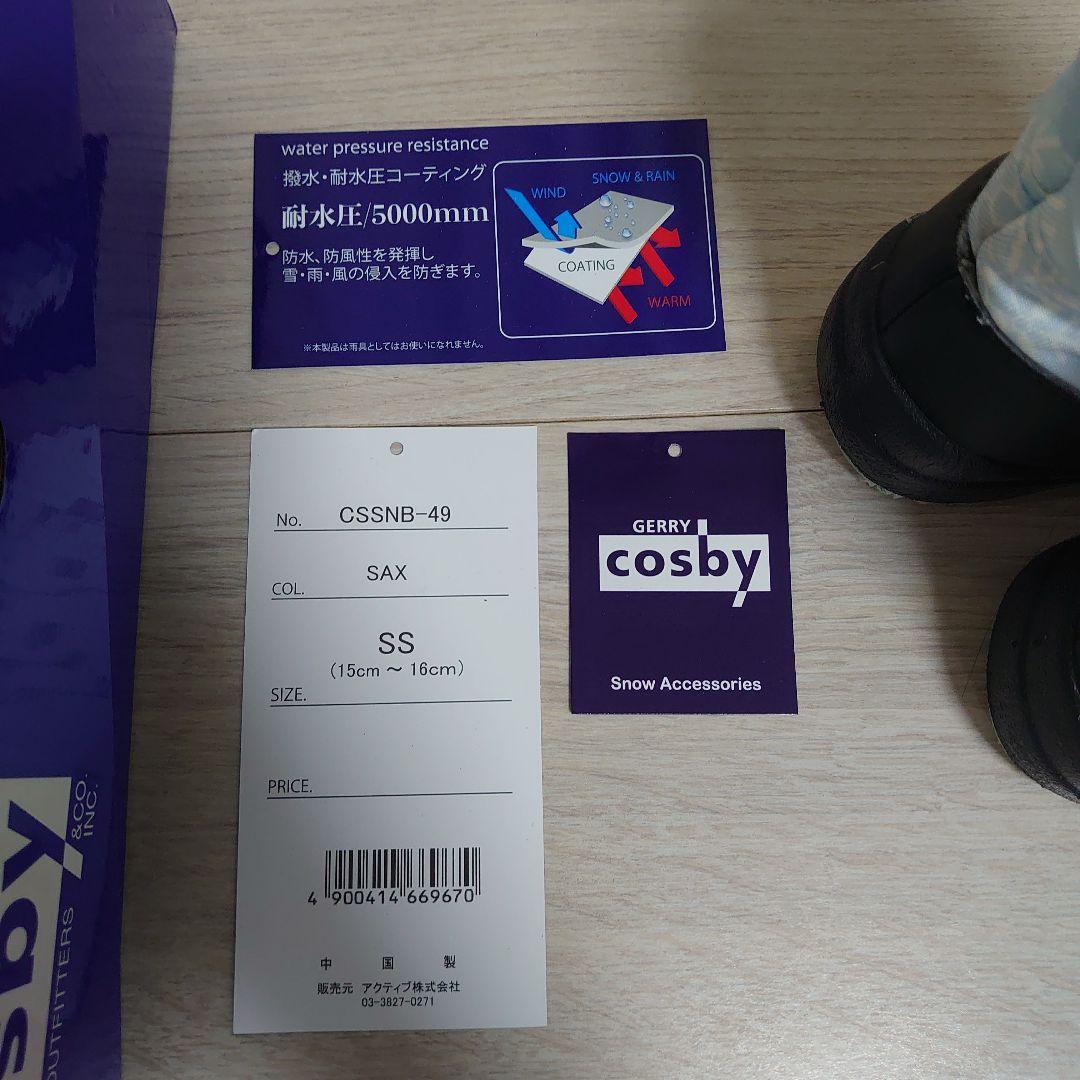 water pressure resistance
撥水・耐水圧コーティング
耐水圧/5000mm
防水、防風性を発揮し
雪・雨・風の侵入を防ぎます。
※本製品は雨具としてはお使いになれません。
WIND
SNOW & RAIN
COATING
WARM
No. CSSNB-49
COL. SAX
SS
(15cm ～ 16cm)
SIZE.
PRICE.
4 900414 669670
中 国 製
販売元 アクティブ株式会社
03-3827-0271
GERRY
cosby
Snow Accessories
sby
& CO.
INC.
OUTFITTERS